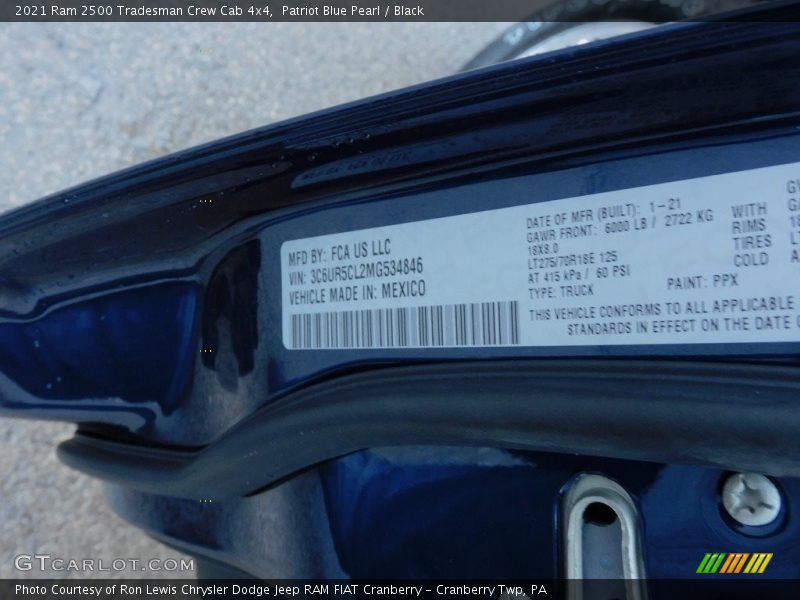 2021 Ram 2500 Tradesman Crew Cab 4x4,  Patriot Blue Pearl / Black
MFD BY: FCA US LLC
VIN: 3C6UR5CL2MG534846
VEHICLE MADE IN: MEXICO
DATE OF MFR (BUILT): 1-21
GAWR FRONT: 6000 LB / 2722 KG WITH
18X8.0 RIMS
LT275/70R18E 125 TIRES
AT 415 kPa / 60 PSI COLD
TYPE: TRUCK PAINT: PPX
THIS VEHICLE CONFORMS TO ALL APPLICABLE
STANDARDS IN EFFECT ON THE DATE
GTCarLot.com
Photo Courtesy of Ron Lewis Chrysler Dodge Jeep RAM FIAT Cranberry - Cranberry Twp, PA